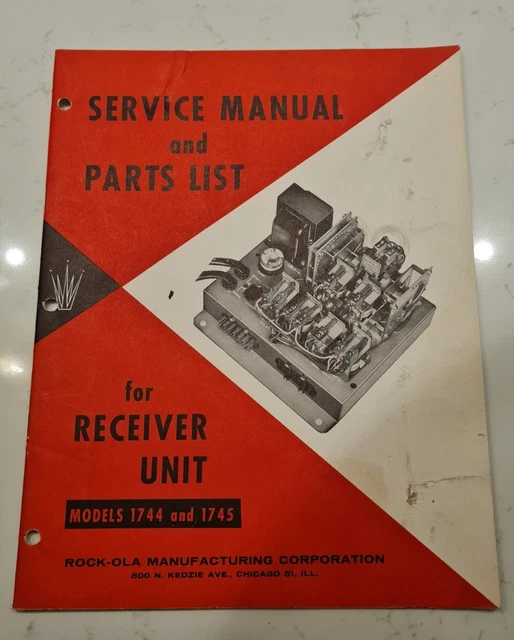 SERVICE MANUAL
and
PARTS LIST
for
RECEIVER
UNIT
MODELS 1744 and 1745
ROCK-OLA MANUFACTURING CORPORATION
800 N. KEDZIE AVE., CHICAGO 51, ILL.